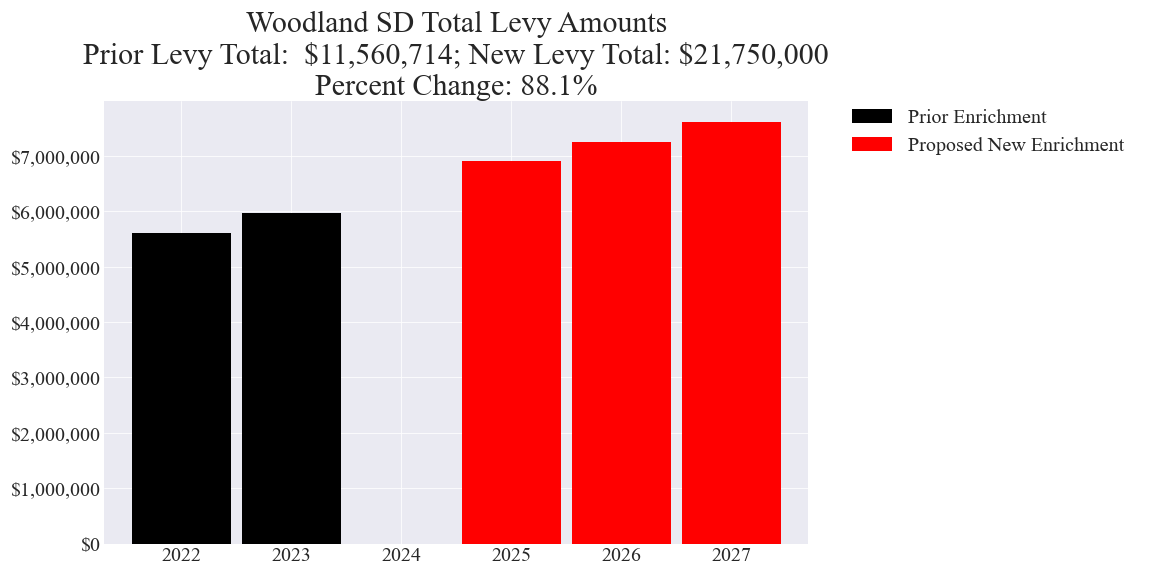 Woodland SD Total Levy Amounts
Prior Levy Total:  $11,560,714; New Levy Total: $21,750,000
Percent Change: 88.1%
Prior Enrichment
Proposed New Enrichment
$7,000,000
$6,000,000
$5,000,000
$4,000,000
$3,000,000
$2,000,000
$1,000,000
$0
2022 2023 2024 2025 2026 2027